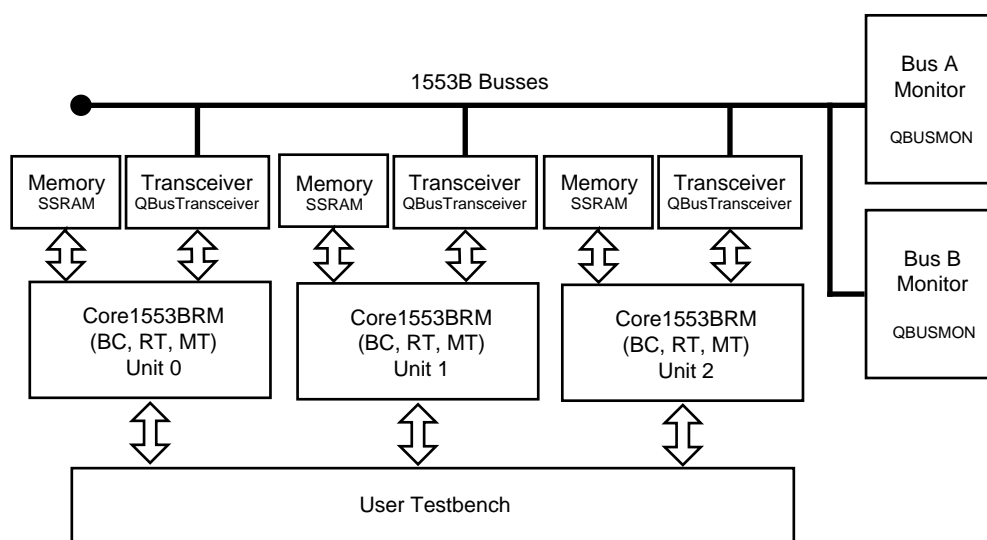 1553B Busses
Bus A
Monitor
QBUSMON
Memory
SSRAM
Transceiver
QBusTransceiver
Memory
SSRAM
Transceiver
QBusTransceiver
Memory
SSRAM
Transceiver
QBusTransceiver
Bus B
Monitor
QBUSMON
Core1553BRM
(BC, RT, MT)
Unit 0
Core1553BRM
(BC, RT, MT)
Unit 1
Core1553BRM
(BC, RT, MT)
Unit 2
User Testbench